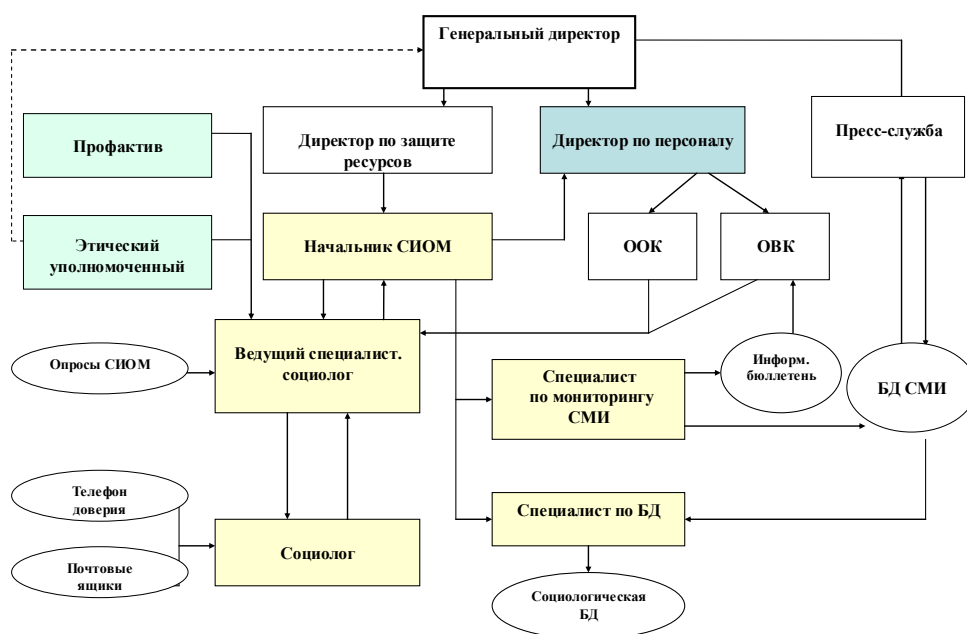 Генеральный директор
Профактив
Директор по защите
ресурсов
Директор по персоналу
Пресс-служба
Этический
уполномоченный
Начальник СИОМ
ООК
ОВК
Опросы СИОМ
Ведущий специалист.
социолог
Специалист
по мониторингу
СМИ
Информ.
бюллетень
БД СМИ
Телефон
доверия
Почтовые
ящики
Социолог
Специалист по БД
Социологическая
БД